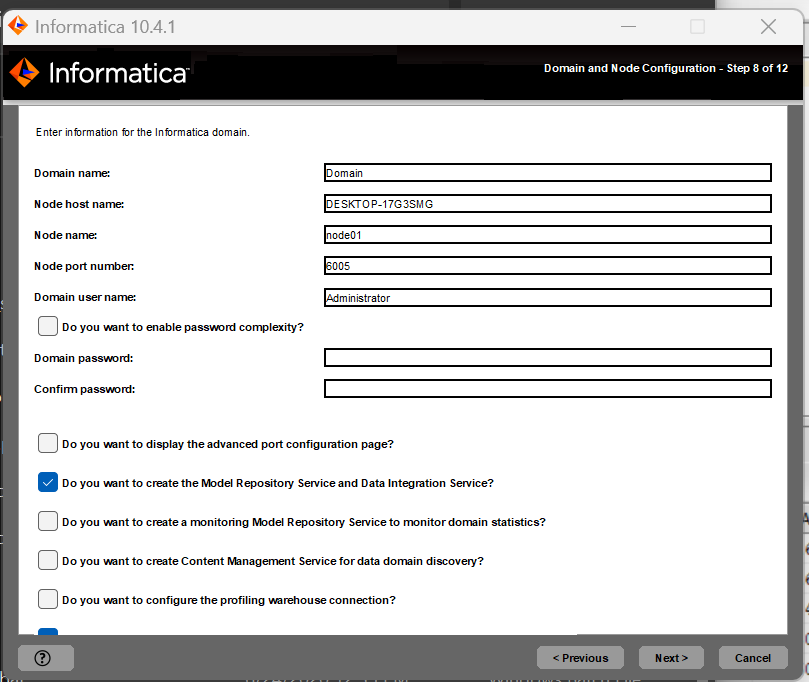 Informatica 10.4.1
Informatica
Domain and Node Configuration - Step 8 of 12
Enter information for the Informatica domain.
Domain name: Domain
Node host name: DESKTOP-17G3SMG
Node name: node01
Node port number: 6005
Domain user name: Administrator
Do you want to enable password complexity?
Domain password:
Confirm password:
Do you want to display the advanced port configuration page?
Do you want to create the Model Repository Service and Data Integration Service?
Do you want to create a monitoring Model Repository Service to monitor domain statistics?
Do you want to create Content Management Service for data domain discovery?
Do you want to configure the profiling warehouse connection?
?
< Previous
Next >
Cancel